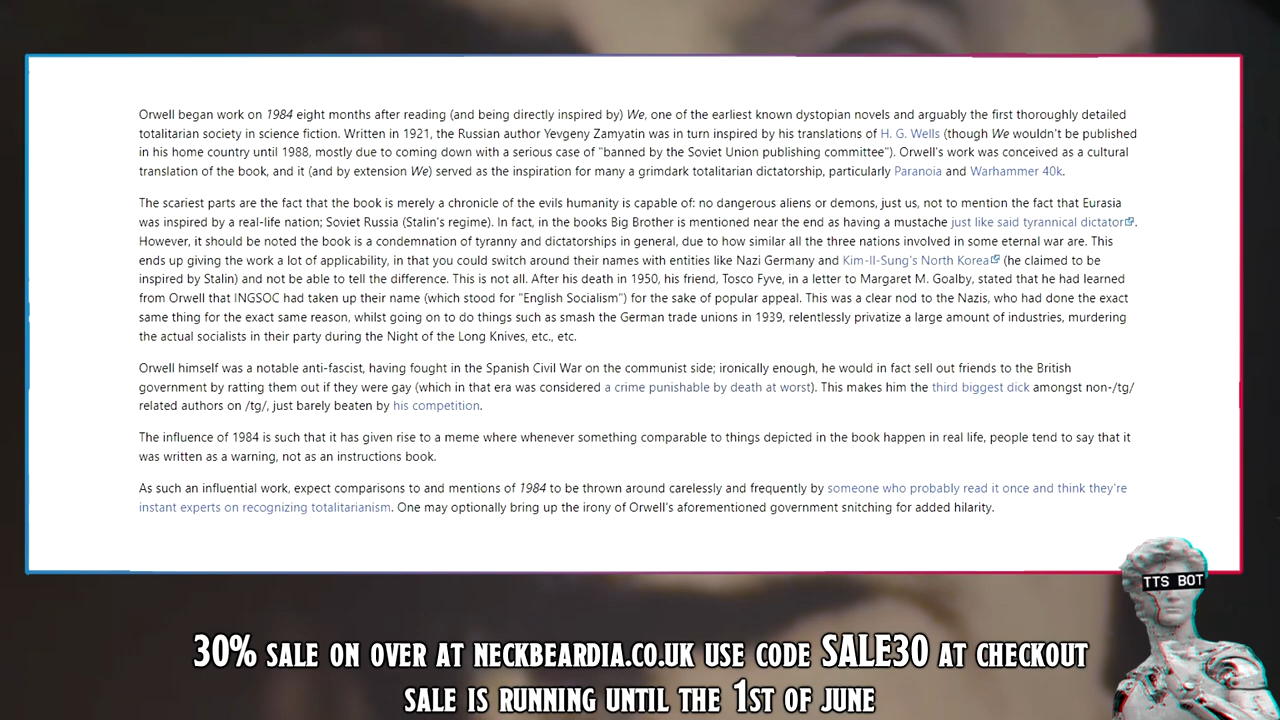 Orwell began work on 1984 eight months after reading (and being directly inspired by) We, one of the earliest known dystopian novels and arguably the first thoroughly detailed
totalitarian society in science fiction. Written in 1921, the Russian author Yevgeny Zamyatin was in turn inspired by his translations of H. G. Wells (though We wouldn't be published
in his home country until 1988, mostly due to coming down with a serious case of "banned by the Soviet Union publishing committee"). Orwell's work was conceived as a cultural
translation of the book, and it (and by extension We) served as the inspiration for many a grimdark totalitarian dictatorship, particularly Paranoia and Warhammer 40k.
The scariest parts are the fact that the book is merely a chronicle of the evils humanity is capable of: no dangerous aliens or demons, just us, not to mention the fact that Eurasia
was inspired by a real-life nation; Soviet Russia (Stalin's regime). In fact, in the books Big Brother is mentioned near the end as having a mustache just like said tyrannical dictator.
However, it should be noted the book is a condemnation of tyranny and dictatorships in general, due to how similar all the three nations involved in some eternal war are. This
ends up giving the work a lot of applicability, in that you could switch around their names with entities like Nazi Germany and Kim-Il-Sung's North Korea (he claimed to be
inspired by Stalin) and not be able to tell the difference. This is not all. After his death in 1950, his friend, Tosco Fyve, in a letter to Margaret M. Goalby, stated that he had learned
from Orwell that INGSOC had taken up their name (which stood for "English Socialism") for the sake of popular appeal. This was a clear nod to the Nazis, who had done the exact
same thing for the exact same reason, whilst going on to do things such as smash the German trade unions in 1939, relentlessly privatize a large amount of industries, murdering
the actual socialists in their party during the Night of the Long Knives, etc., etc.
Orwell himself was a notable anti-fascist, having fought in the Spanish Civil War on the communist side; ironically enough, he would in fact sell out friends to the British
government by ratting them out if they were gay (which in that era was considered a crime punishable by death at worst). This makes him the third biggest dick amongst non-/tg/
related authors on /tg/, just barely beaten by his competition.
The influence of 1984 is such that it has given rise to a meme where whenever something comparable to things depicted in the book happen in real life, people tend to say that it
was written as a warning, not as an instructions book.
As such an influential work, expect comparisons to and mentions of 1984 to be thrown around carelessly and frequently by someone who probably read it once and think they're
instant experts on recognizing totalitarianism. One may optionally bring up the irony of Orwell's aforementioned government snitching for added hilarity.
TTS BOT
30% SALE ON OVER AT NECKBEARDIA.CO.UK USE CODE SALE30 AT CHECKOUT
SALE IS RUNNING UNTIL THE 1ST OF JUNE